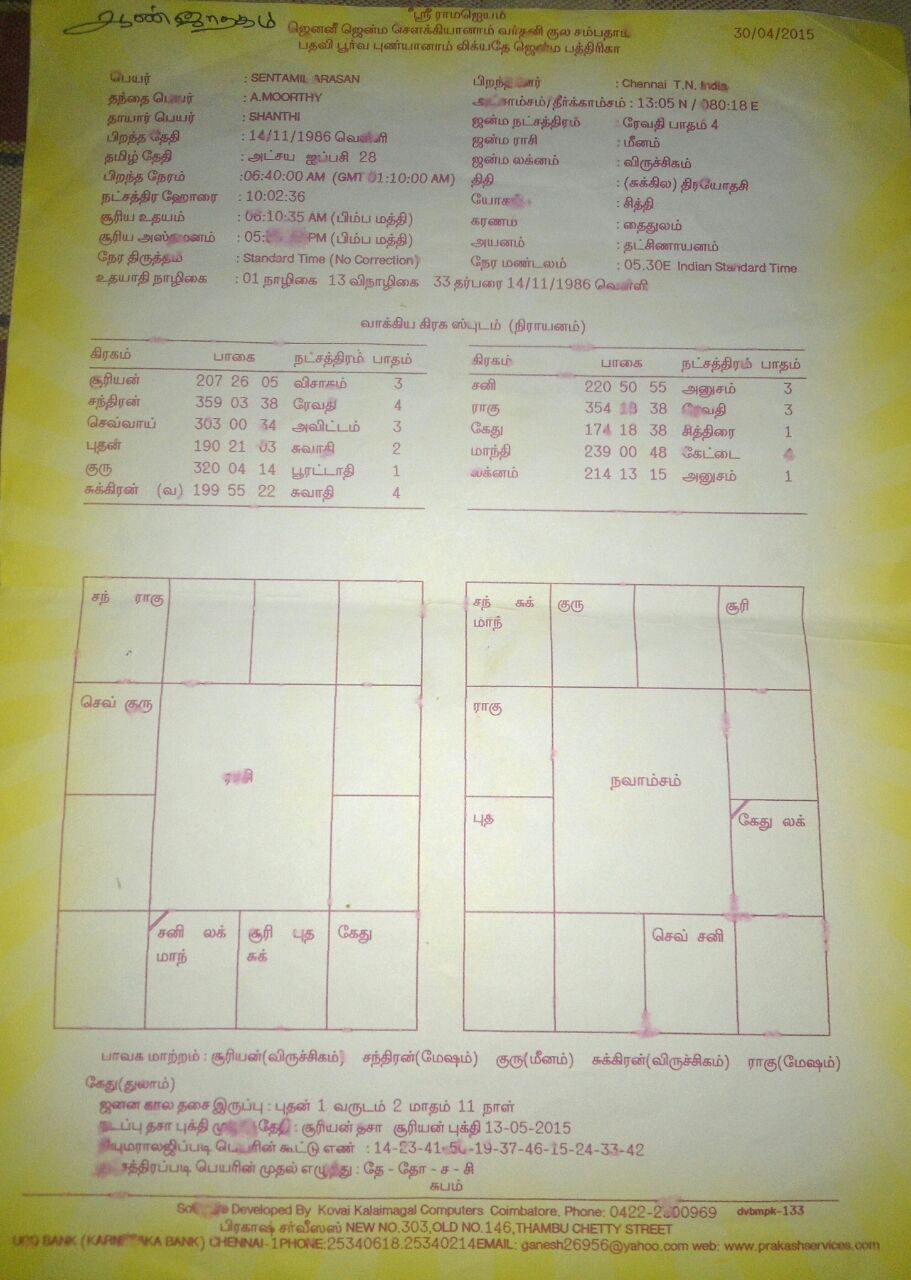 ஆண் ஜாதகம்
ஸ்ரீ ராமஜெயம்
ஜெனனீ ஜென்ம சௌக்கியானாம் வர்தனி குல சம்பதாம்
பதவி பூர்வ புண்யானாம் லிக்யதே ஜென்ம பத்திரிகா
30/04/2015
பெயர் : SENTAMIL ARASAN
தந்தை பெயர் : A.MOORTHY
தாயார் பெயர் : SHANTHI
பிறந்த தேதி : 14/11/1986 வெள்ளி
தமிழ் தேதி : அட்சய ஐப்பசி 28
பிறந்த நேரம் :06:40:00 AM (GMT 01:10:00 AM)
நட்சத்திர ஹோரை : 10:02:36
சூரிய உதயம் : 06:10:35 AM (பிம்ப மத்தி)
சூரிய அஸ்தமனம் : 05: PM (பிம்ப மத்தி)
நேர திருத்தம் : Standard Time (No Correction)
உதயாதி நாழிகை : 01 நாழிகை 13 விநாழிகை 33 தர்பரை 14/11/1986 வெள்ளி
பிறந்த ஊர் : Chennai T.N. India
அட்சாம்சம்/தீர்க்காம்சம் : 13:05 N / 080:18 E
ஜன்ம நட்சத்திரம் : ரேவதி பாதம் 4
ஜன்ம ராசி : மீனம்
ஜன்ம லக்னம் : விருச்சிகம்
திதி : (சுக்கில) திரயோதசி
யோகம் : சித்தி
கரணம் : தைதுலம்
அயனம் : தட்சிணாயனம்
நேர மண்டலம் : 05.30E Indian Standard Time
வாக்கிய கிரக ஸ்புடம் (நிராயனம்)
கிரகம் பாகை நட்சத்திரம் பாதம்
சூரியன் 207 26 05 விசாகம் 3
சந்திரன் 359 03 38 ரேவதி 4
செவ்வாய் 303 00 34 அவிட்டம் 3
புதன் 190 21 03 சுவாதி 2
குரு 320 04 14 பூரட்டாதி 1
சுக்கிரன் (வ) 199 55 22 சுவாதி 4
கிரகம் பாகை நட்சத்திரம் பாதம்
சனி 220 50 55 அனுசம் 3
ராகு 354 18 38 ரேவதி 3
கேது 174 18 38 சித்திரை 1
மாந்தி 239 00 48 கேட்டை 4
லக்னம் 214 13 15 அனுசம் 1
சந் ராகு
செவ் குரு
ராசி
சனி லக்
மாந்
சூரி புத
சுக்
கேது
சந் சுக்
மாந்
குரு
சூரி
ராகு
நவாம்சம்
புத
கேது லக்
செவ் சனி
பாவக மாற்றம் : சூரியன்(விருச்சிகம்) சந்திரன்(மேஷம்) குரு(மீனம்) சுக்கிரன்(விருச்சிகம்) ராகு(மேஷம்)
கேது(துலாம்)
ஜனன கால தசை இருப்பு : புதன் 1 வருடம் 2 மாதம் 11 நாள்
நடப்பு தசா புக்தி தேதி : சூரியன் தசா சூரியன் புக்தி 13-05-2015
நியுமராலஜிப்படி பெயரின் கூட்டு எண் : 14-23-41-50-19-37-46-15-24-33-42
நட்சத்திரப்படி பெயரின் முதல் எழுத்து : தே - தோ - ச - சி
சுபம்
Software Developed By Kovai Kalaimagal Computers Coimbatore. Phone: 0422- dvbmpk-133
பிரகாஷ் சர்வீஸஸ் NEW NO.303,OLD NO.146,THAMBU CHETTY STREET
UCO BANK (KARNATAKA BANK) CHENNAI-1PHONE:25340618.25340214EMAIL: ganesh26956@yahoo.com web: www.prakashservices.com